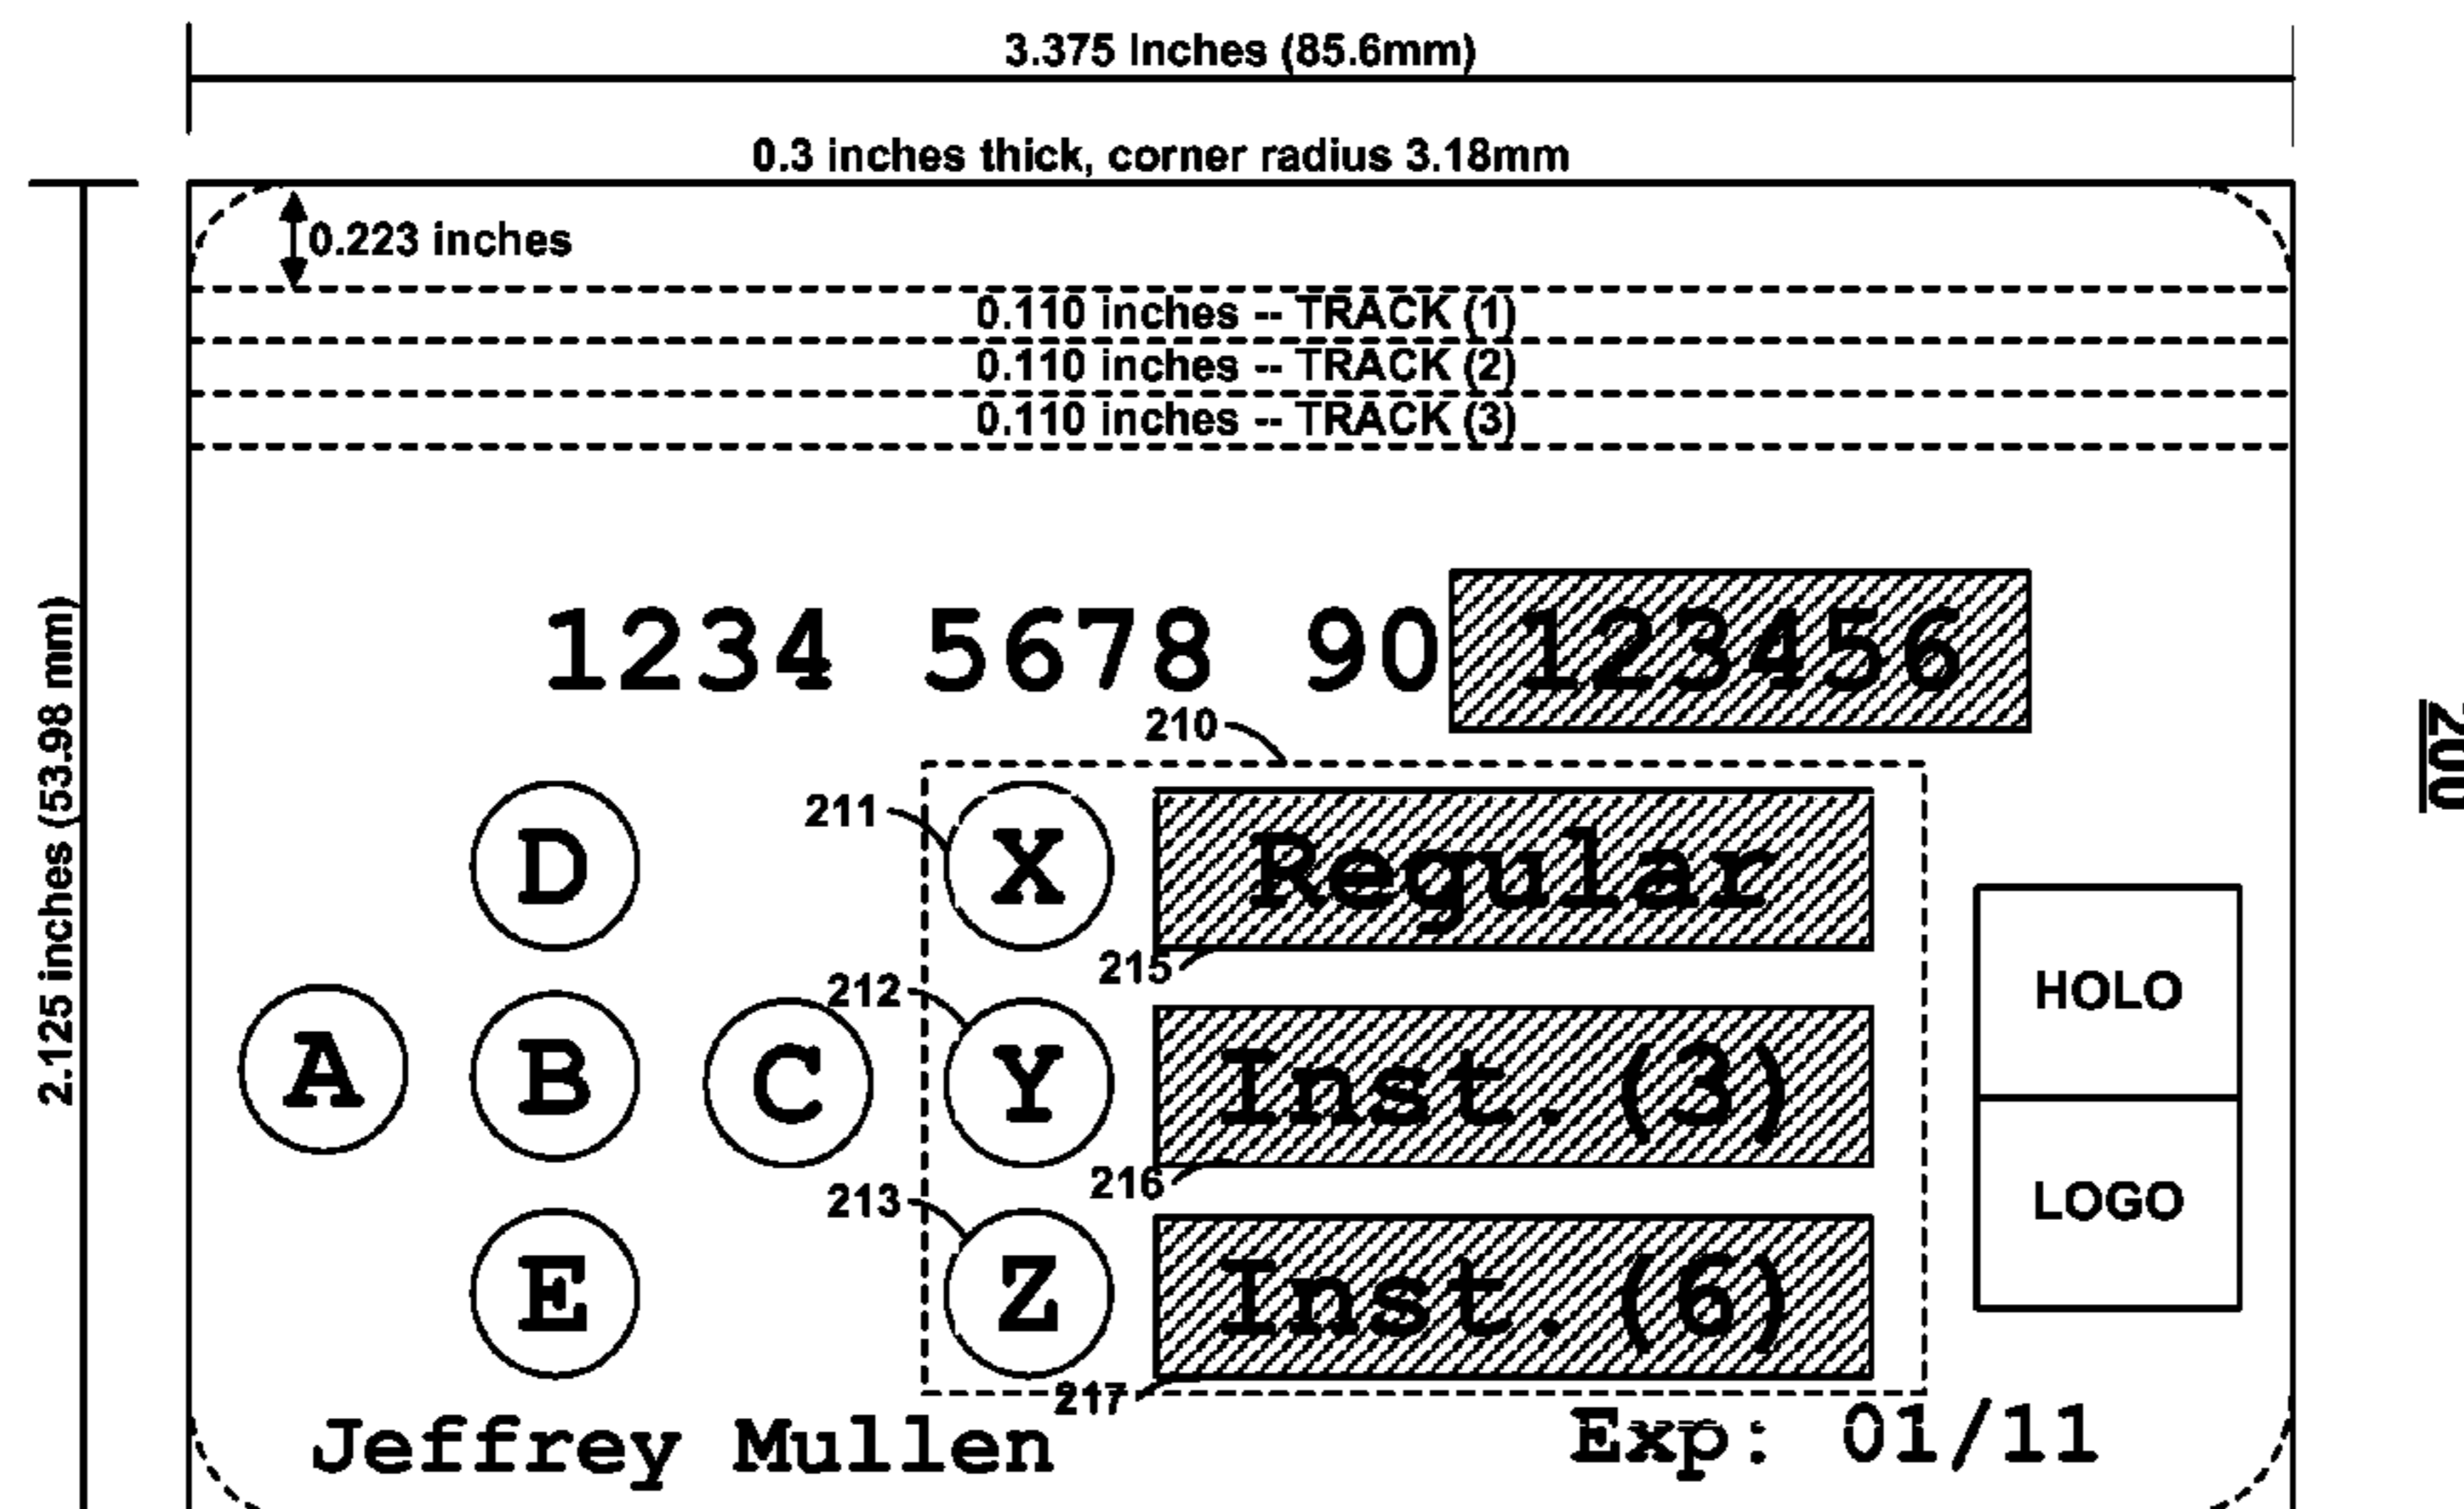 3.375 Inches (85.6mm)
0.3 inches thick, corner radius 3.18mm
0.223 inches
0.110 inches -- TRACK (1)
0.110 inches -- TRACK (2)
0.110 inches -- TRACK (3)
2.125 inches (53.98 mm)
1234 5678 90 123456
200
210
211
D
X
Regular
215
212
A
B
C
Y
Inst. (3)
HOLO
216
213
LOGO
E
Z
Inst. (6)
217
Jeffrey Mullen
Exp: 01/11